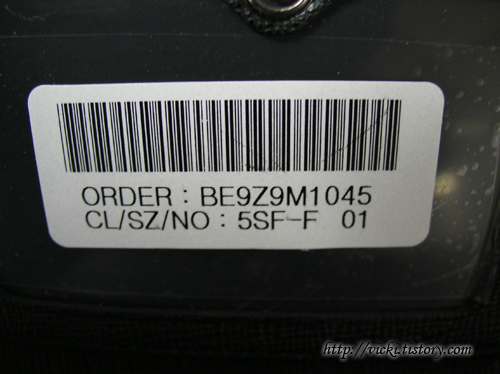 ORDER : BE9Z9M1045
CL/SZ/NO : 5SF-F 01
http://vicki.tistory.com